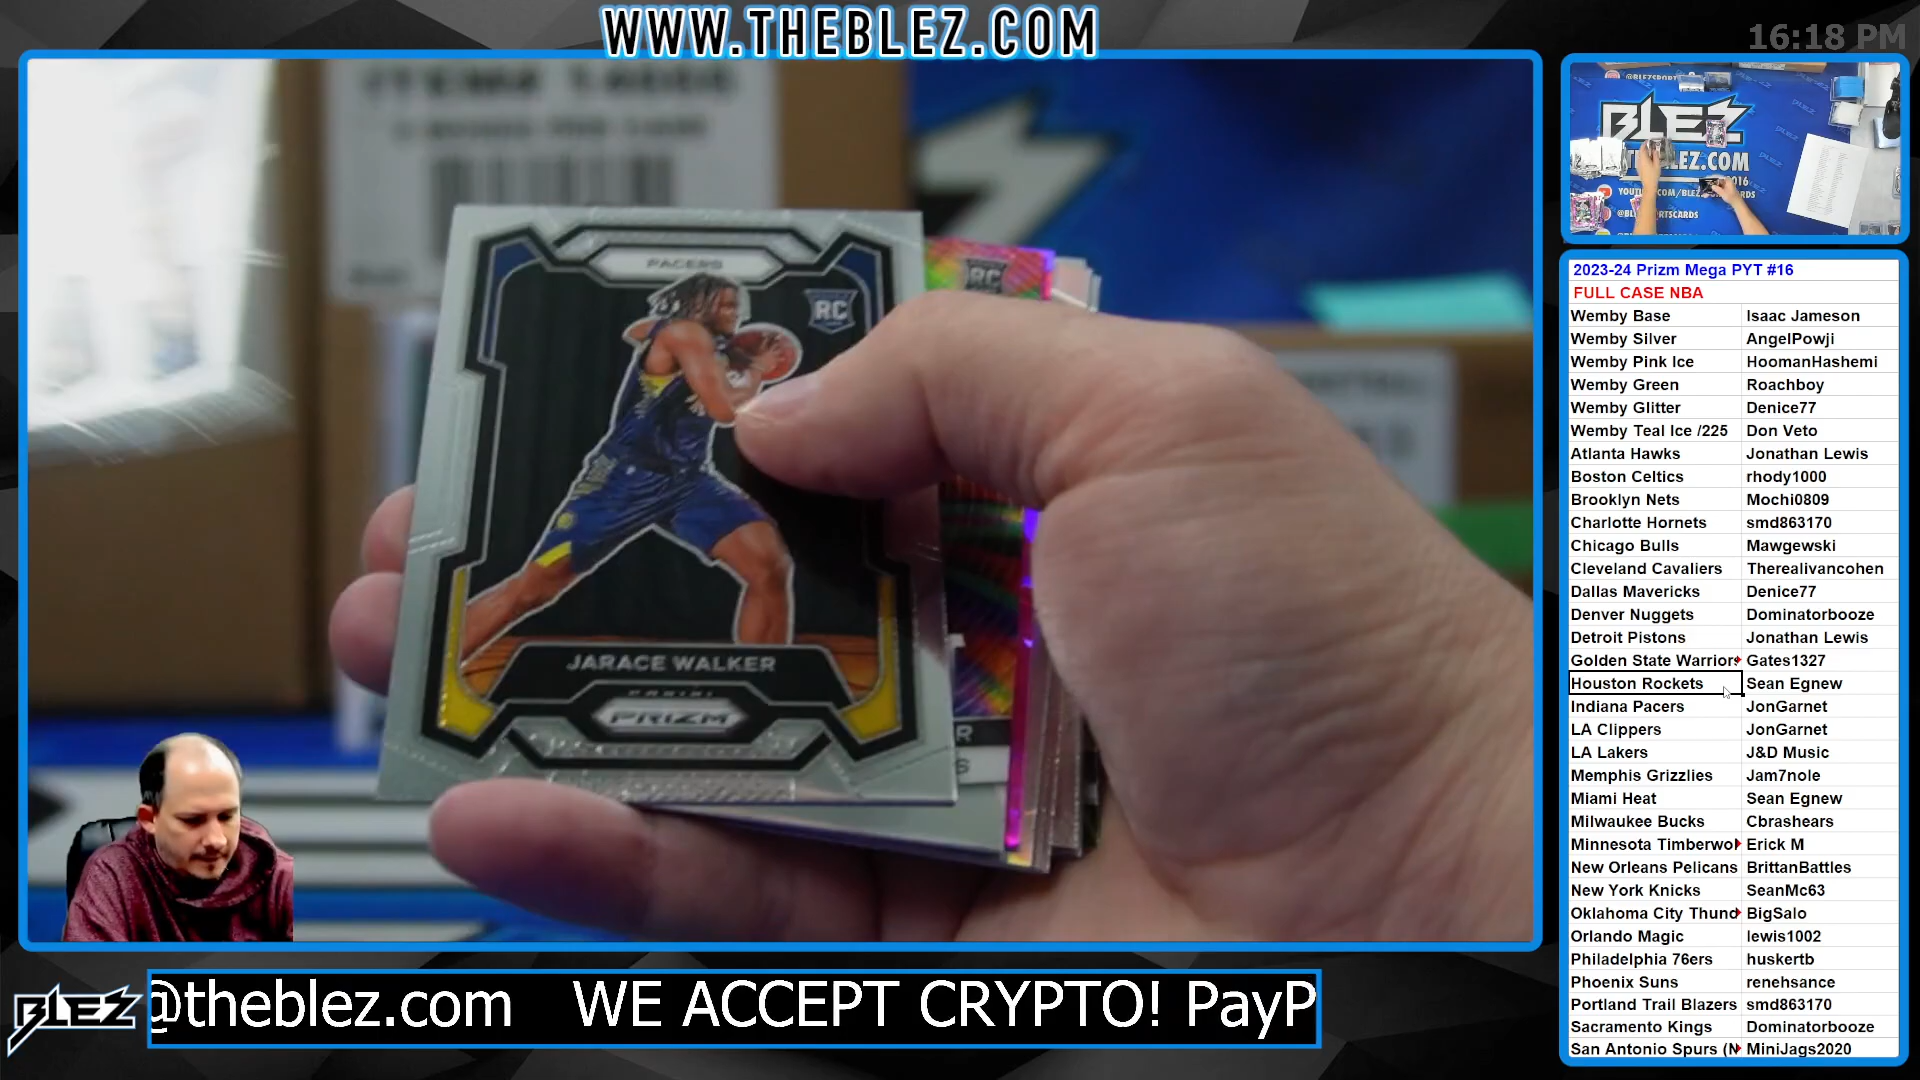 WWW.THEBLEZ.COM
16:18 PM
PACERS
RC
RC
JARACE WALKER
PANINI
PRIZM
R
S
BLEZ
THEBLEZ.COM
@BLEZSPORTSCARDS
2023-24 Prizm Mega PYT #16
FULL CASE NBA
Wemby Base Isaac Jameson
Wemby Silver AngelPowji
Wemby Pink Ice HoomanHashemi
Wemby Green Roachboy
Wemby Glitter Denice77
Wemby Teal Ice /225 Don Veto
Atlanta Hawks Jonathan Lewis
Boston Celtics rhody1000
Brooklyn Nets Mochi0809
Charlotte Hornets smd863170
Chicago Bulls Mawgewski
Cleveland Cavaliers Therealivancohen
Dallas Mavericks Denice77
Denver Nuggets Dominatorbooze
Detroit Pistons Jonathan Lewis
Golden State Warriors Gates1327
Houston Rockets Sean Egnew
Indiana Pacers JonGarnet
LA Clippers JonGarnet
LA Lakers J&D Music
Memphis Grizzlies Jam7nole
Miami Heat Sean Egnew
Milwaukee Bucks Cbrashears
Minnesota Timberwol Erick M
New Orleans Pelicans BrittanBattles
New York Knicks SeanMc63
Oklahoma City Thund BigSalo
Orlando Magic lewis1002
Philadelphia 76ers huskertb
Phoenix Suns renehsance
Portland Trail Blazers smd863170
Sacramento Kings Dominatorbooze
San Antonio Spurs (N MiniJags2020
BLEZ
@theblez.com WE ACCEPT CRYPTO! PayP